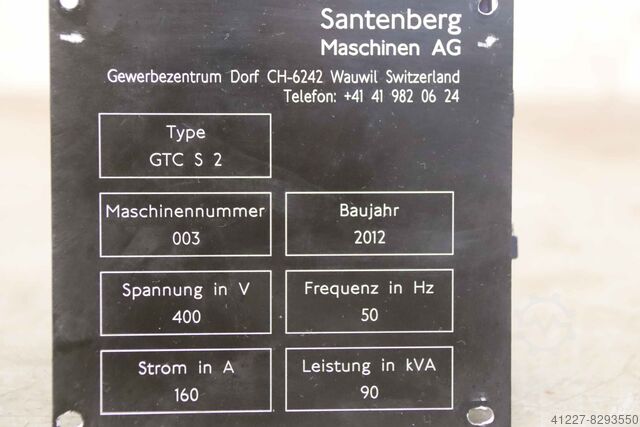 Santenberg
Maschinen AG
Gewerbezentrum Dorf CH-6242 Wauwil Switzerland
Telefon: +41 41 982 06 24
Type
GTC S 2
Maschinennummer
003
Baujahr
2012
Spannung in V
400
Frequenz in Hz
50
Strom in A
160
Leistung in kVA
90
41227-8293550